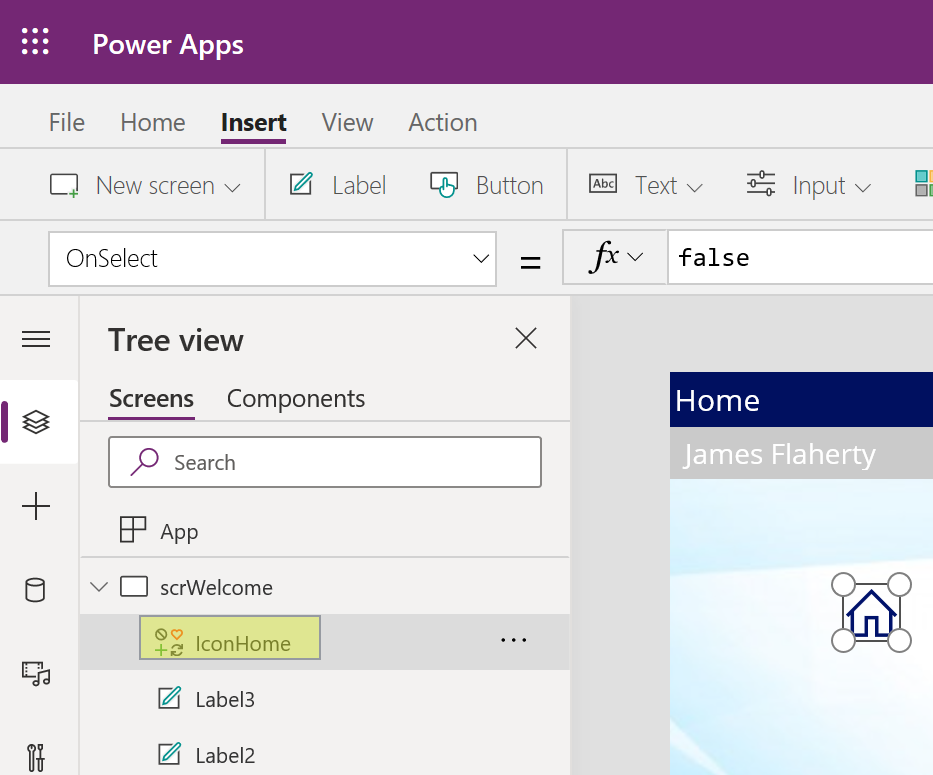 Power Apps
File Home Insert View Action
New screen Label Button Abc Text Input
OnSelect = fx false
Tree view
Screens Components
Search
App
scrWelcome
IconHome ...
Label3
Label2
Home
James Flaherty